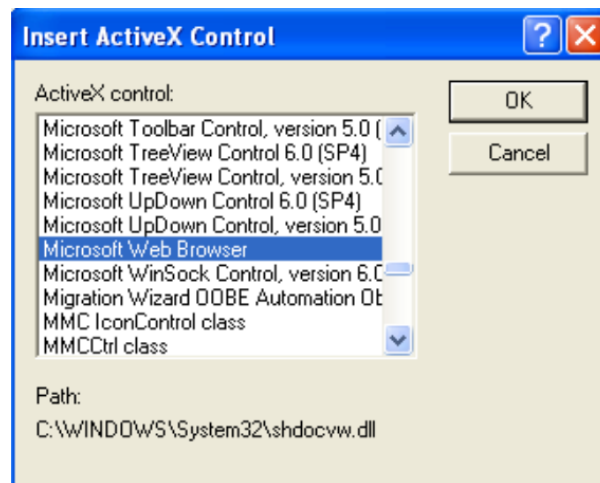 Insert ActiveX Control
ActiveX control:
OK
Cancel
Microsoft Toolbar Control, version 5.0 (
Microsoft TreeView Control 6.0 (SP4)
Microsoft TreeView Control, version 5.0
Microsoft UpDown Control 6.0 (SP4)
Microsoft UpDown Control, version 5.0
Microsoft Web Browser
Microsoft WinSock Control, version 6.0
Migration Wizard OOBE Automation Ob
MMC IconControl class
MMCCtrl class
Path:
C:\WINDOWS\System32\shdocvw.dll